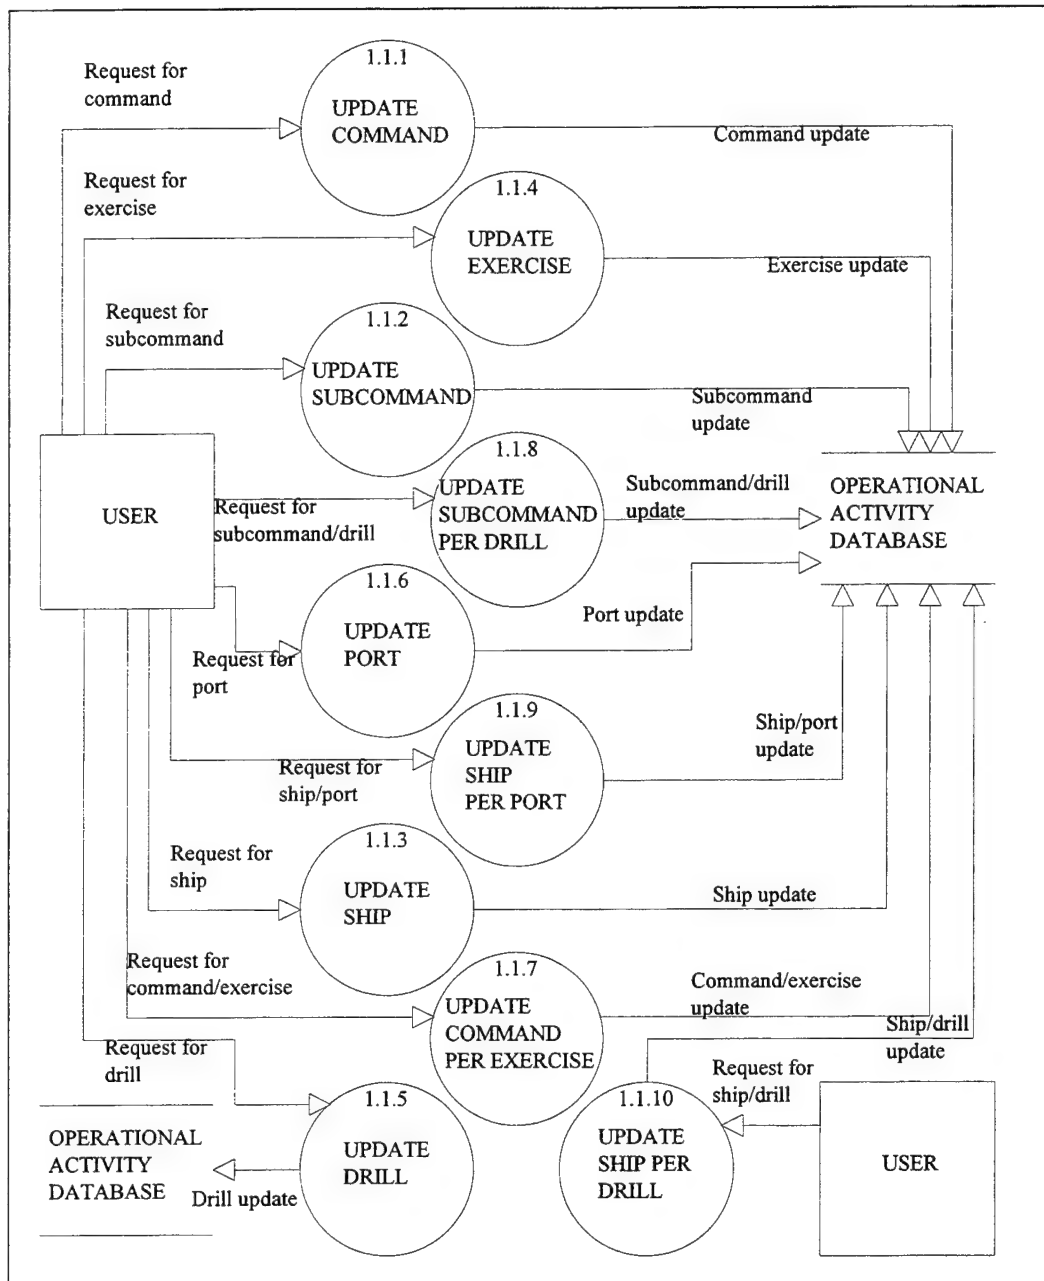 1.1.1
Request for
command
UPDATE
COMMAND
Command update
Request for
exercise
1.1.4
UPDATE
EXERCISE
Exercise update
Request for
subcommand
1.1.2
UPDATE
SUBCOMMAND
Subcommand
update
USER
Request for
subcommand/drill
1.1.8
UPDATE
SUBCOMMAND
PER DRILL
Subcommand/drill
update
OPERATIONAL
ACTIVITY
DATABASE
1.1.6
UPDATE
PORT
Port update
Request for
port
1.1.9
UPDATE
SHIP
PER PORT
Ship/port
update
Request for
ship/port
1.1.3
UPDATE
SHIP
Request for
ship
Ship update
Request for
command/exercise
1.1.7
UPDATE
COMMAND
PER EXERCISE
Command/exercise
update
Ship/drill
update
Request for
drill
Request for
ship/drill
1.1.5
UPDATE
DRILL
1.1.10
UPDATE
SHIP PER
DRILL
USER
OPERATIONAL
ACTIVITY
DATABASE
Drill update